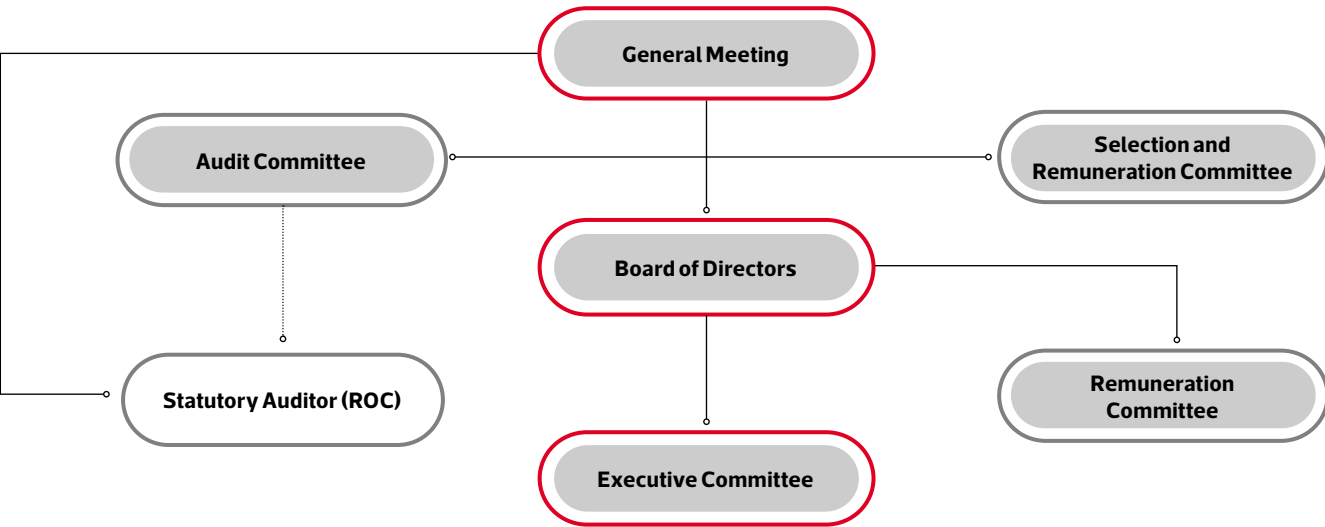 General Meeting
Audit Committee
Selection and
Remuneration Committee
Board of Directors
Statutory Auditor (ROC)
Remuneration
Committee
Executive Committee